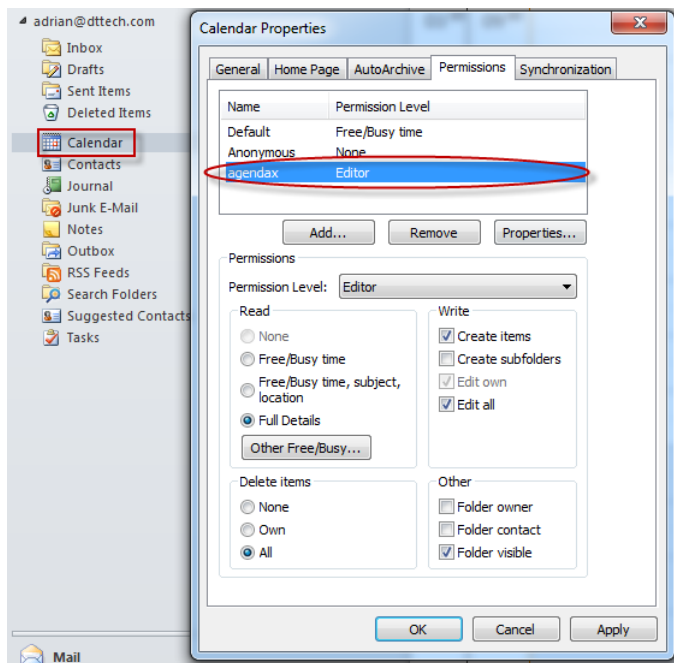 adrian@dttech.com
Inbox
Drafts
Sent Items
Deleted Items
Calendar
Contacts
Journal
Junk E-Mail
Notes
Outbox
RSS Feeds
Search Folders
Suggested Contacts
Tasks
Mail
Calendar Properties
General Home Page AutoArchive Permissions Synchronization
Name Permission Level
Default Free/Busy time
Anonymous None
agendax Editor
Add... Remove Properties...
Permissions
Permission Level: Editor
Read
None
Free/Busy time
Free/Busy time, subject,
location
Full Details
Other Free/Busy...
Write
Create items
Create subfolders
Edit own
Edit all
Delete items
None
Own
All
Other
Folder owner
Folder contact
Folder visible
OK Cancel Apply